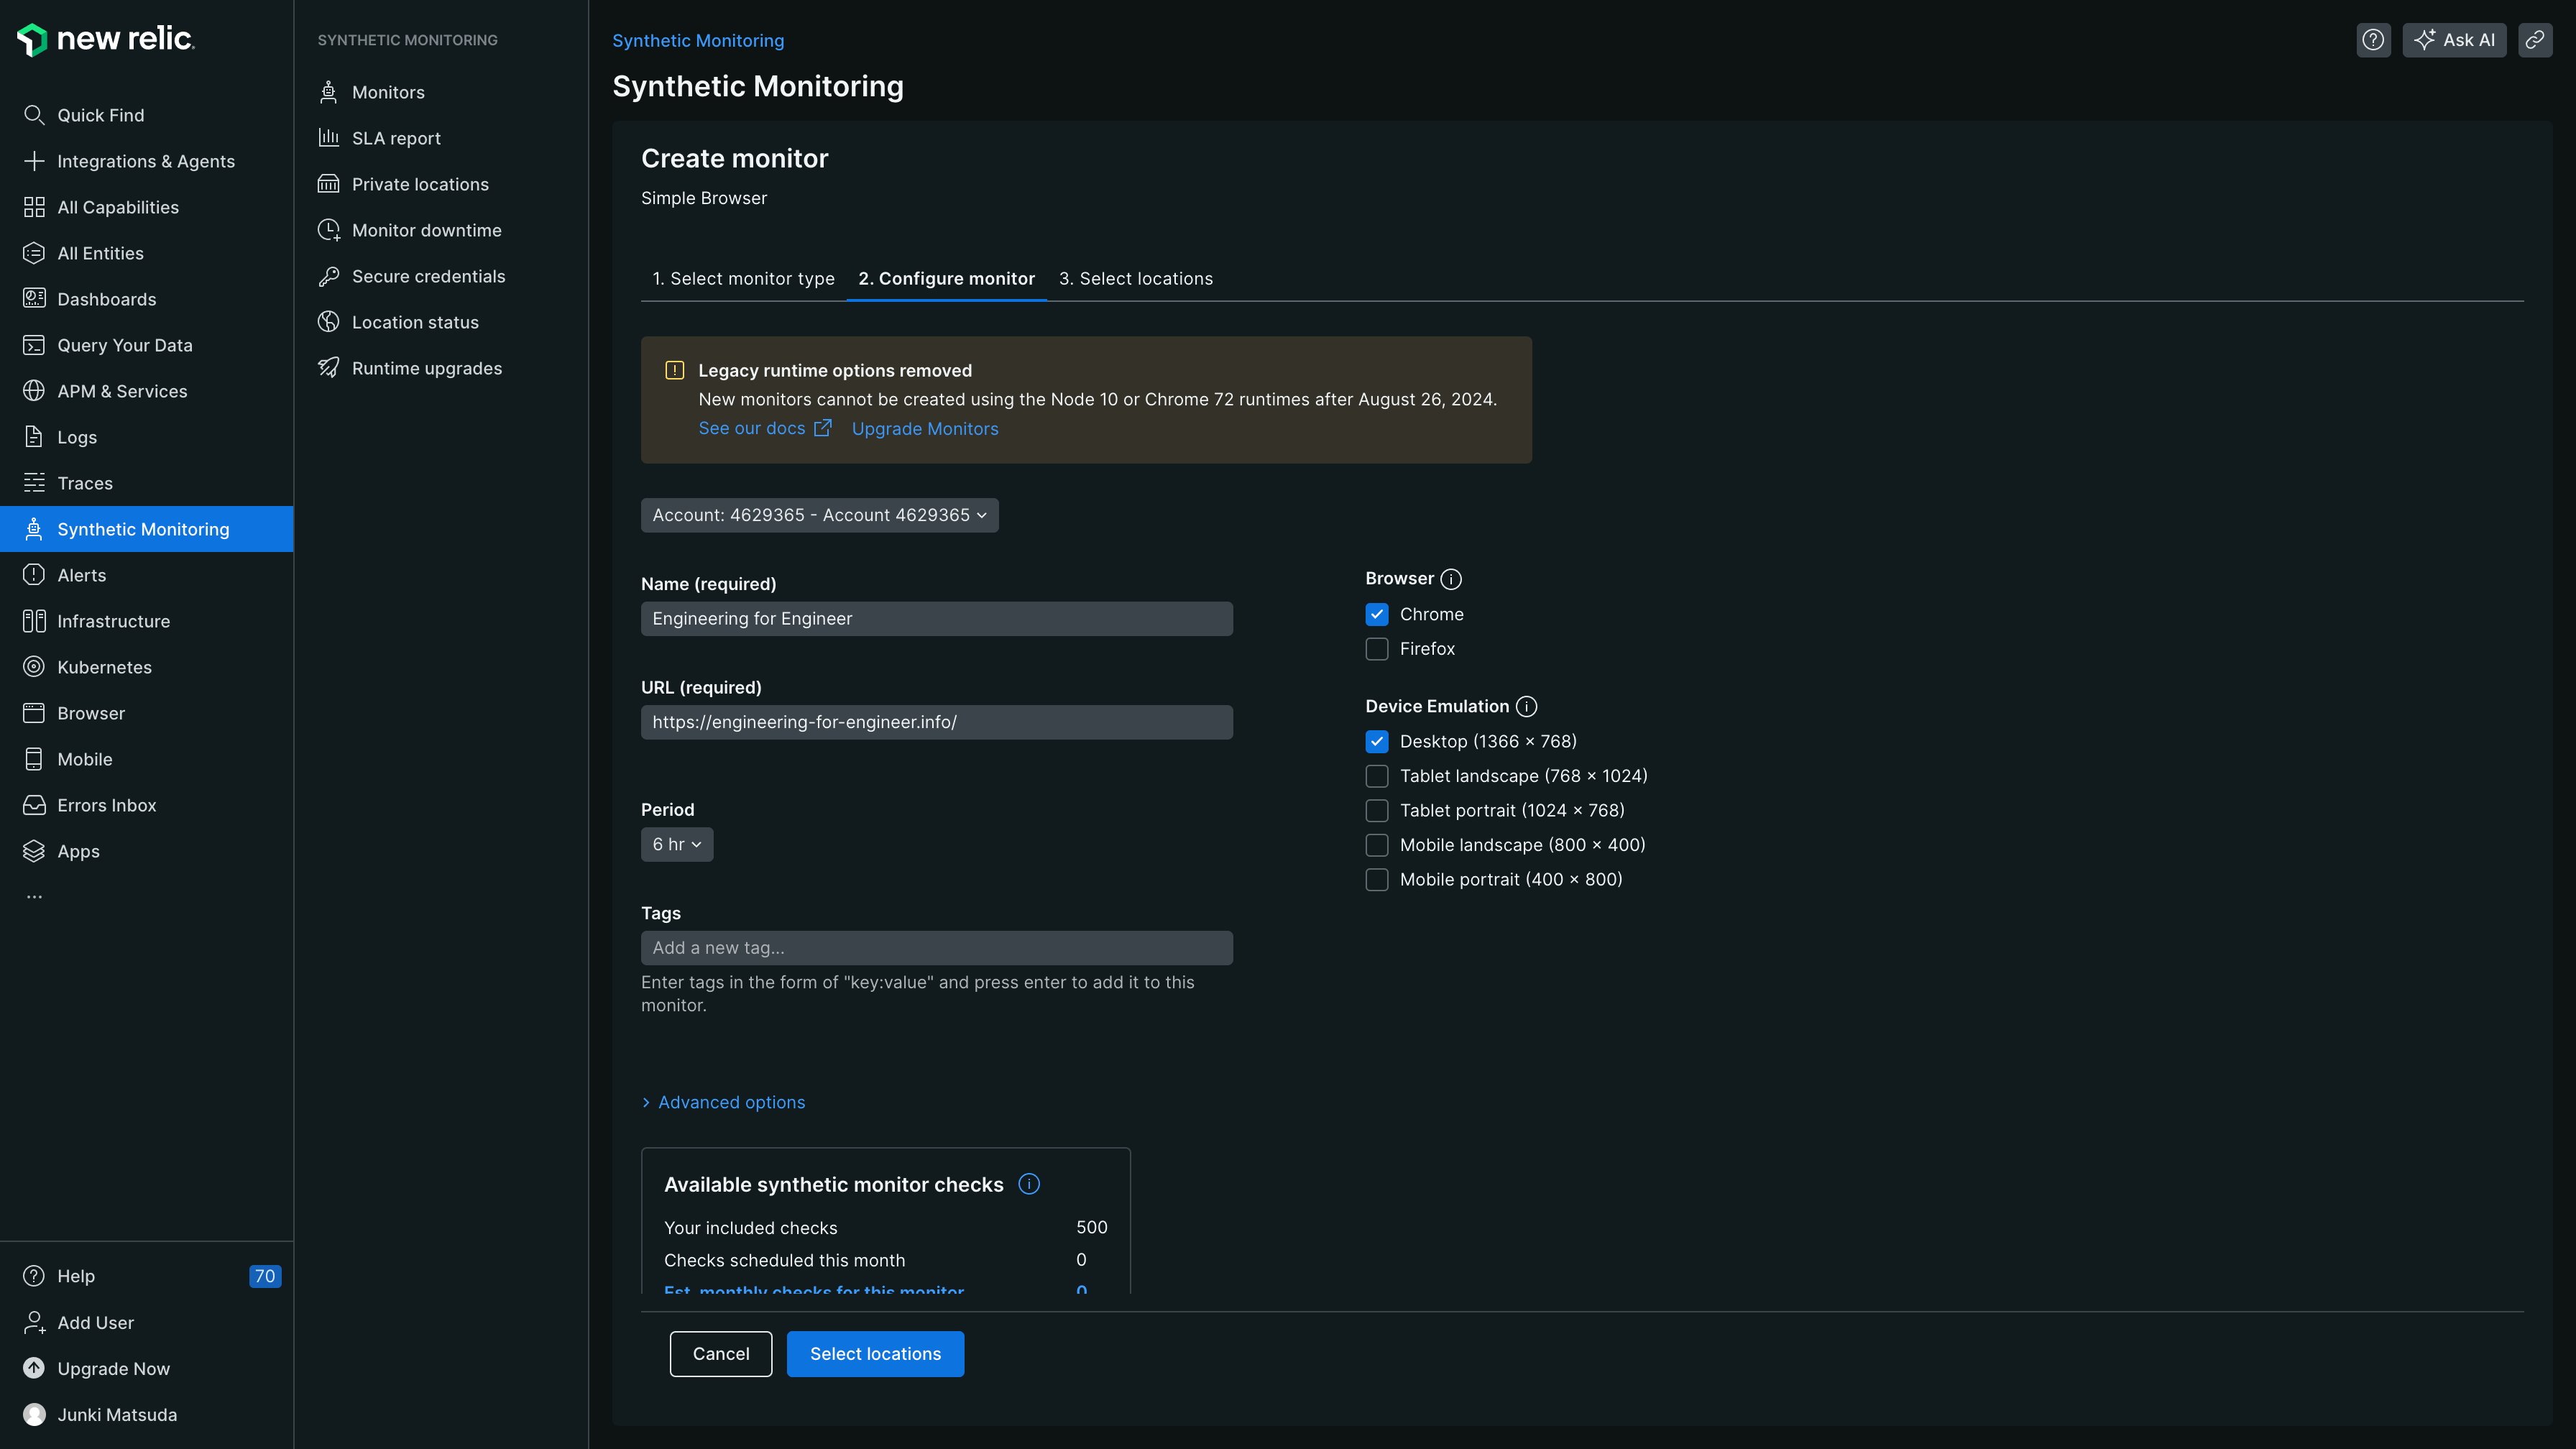 new relic.
Quick Find
Integrations & Agents
All Capabilities
All Entities
Dashboards
Query Your Data
APM & Services
Logs
Traces
Synthetic Monitoring
Alerts
Infrastructure
Kubernetes
Browser
Mobile
Errors Inbox
Apps
...
Help 70
Add User
Upgrade Now
Junki Matsuda
SYNTHETIC MONITORING
Monitors
SLA report
Private locations
Monitor downtime
Secure credentials
Location status
Runtime upgrades
Synthetic Monitoring
Ask AI
Synthetic Monitoring
Create monitor
Simple Browser
1. Select monitor type 2. Configure monitor 3. Select locations
Legacy runtime options removed
New monitors cannot be created using the Node 10 or Chrome 72 runtimes after August 26, 2024.
See our docs Upgrade Monitors
Account: 4629365 - Account 4629365
Name (required)
Engineering for Engineer
URL (required)
https://engineering-for-engineer.info/
Period
6 hr
Tags
Add a new tag...
Enter tags in the form of "key:value" and press enter to add it to this
monitor.
Browser
Chrome
Firefox
Device Emulation
Desktop (1366 × 768)
Tablet landscape (768 × 1024)
Tablet portrait (1024 × 768)
Mobile landscape (800 × 400)
Mobile portrait (400 × 800)
Advanced options
Available synthetic monitor checks
Your included checks 500
Checks scheduled this month 0
Est. monthly checks for this monitor 0
Cancel Select locations